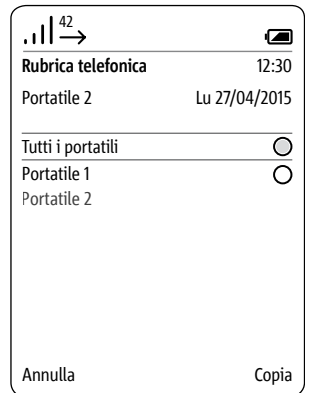 42
Rubrica telefonica 12:30
Portatile 2 Lu 27/04/2015
Tutti i portatili
Portatile 1
Portatile 2
Annulla Copia